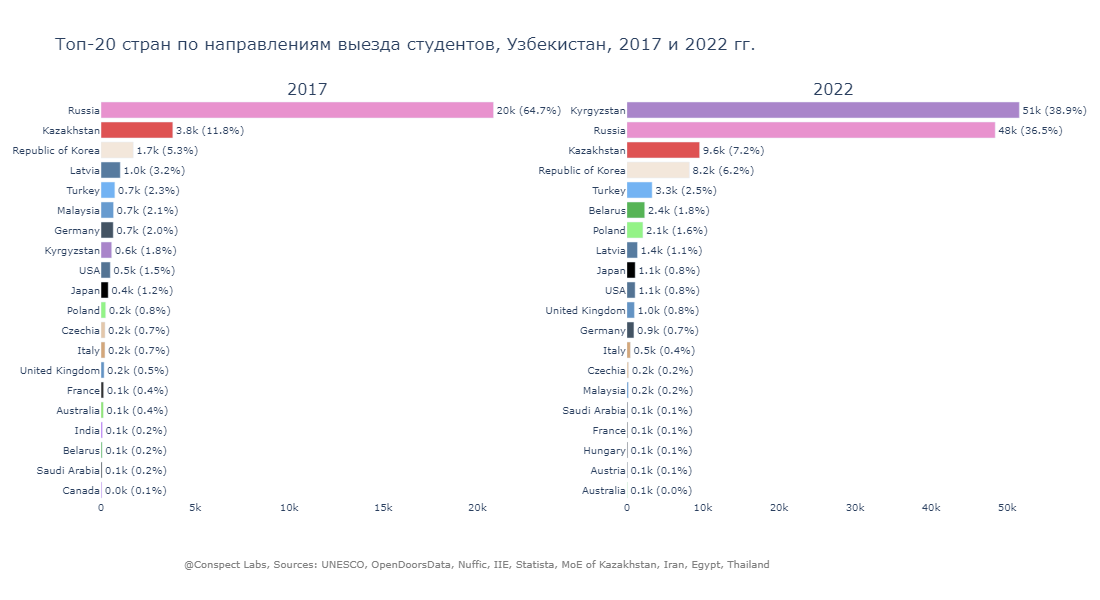 Топ-20 стран по направлениям выезда студентов, Узбекистан, 2017 и 2022 гг.
2017
Russia 20k (64.7%)
Kazakhstan 3.8k (11.8%)
Republic of Korea 1.7k (5.3%)
Latvia 1.0k (3.2%)
Turkey 0.7k (2.3%)
Malaysia 0.7k (2.1%)
Germany 0.7k (2.0%)
Kyrgyzstan 0.6k (1.8%)
USA 0.5k (1.5%)
Japan 0.4k (1.2%)
Poland 0.2k (0.8%)
Czechia 0.2k (0.7%)
Italy 0.2k (0.7%)
United Kingdom 0.2k (0.5%)
France 0.1k (0.4%)
Australia 0.1k (0.4%)
India 0.1k (0.2%)
Belarus 0.1k (0.2%)
Saudi Arabia 0.1k (0.2%)
Canada 0.0k (0.1%)
0 5k 10k 15k 20k
2022
Kyrgyzstan 51k (38.9%)
Russia 48k (36.5%)
Kazakhstan 9.6k (7.2%)
Republic of Korea 8.2k (6.2%)
Turkey 3.3k (2.5%)
Belarus 2.4k (1.8%)
Poland 2.1k (1.6%)
Latvia 1.4k (1.1%)
Japan 1.1k (0.8%)
USA 1.1k (0.8%)
United Kingdom 1.0k (0.8%)
Germany 0.9k (0.7%)
Italy 0.5k (0.4%)
Czechia 0.2k (0.2%)
Malaysia 0.2k (0.2%)
Saudi Arabia 0.1k (0.1%)
France 0.1k (0.1%)
Hungary 0.1k (0.1%)
Austria 0.1k (0.1%)
Australia 0.1k (0.0%)
0 10k 20k 30k 40k 50k
@Conspect Labs, Sources: UNESCO, OpenDoorsData, Nuffic, IIE, Statista, MoE of Kazakhstan, Iran, Egypt, Thailand